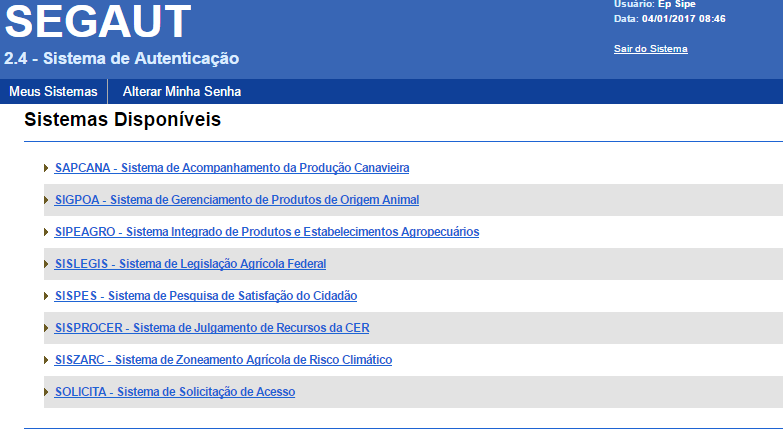 SEGAUT
Usuário: Ep Sipe
Data: 04/01/2017 08:46
2.4 - Sistema de Autenticação
Sair do Sistema
Meus Sistemas
Alterar Minha Senha
Sistemas Disponíveis
SAPCANA - Sistema de Acompanhamento da Produção Canavieira
SIGPOA - Sistema de Gerenciamento de Produtos de Origem Animal
SIPEAGRO - Sistema Integrado de Produtos e Estabelecimentos Agropecuários
SISLEGIS - Sistema de Legislação Agrícola Federal
SISPES - Sistema de Pesquisa de Satisfação do Cidadão
SISPROCER - Sistema de Julgamento de Recursos da CER
SISZARC - Sistema de Zoneamento Agrícola de Risco Climático
SOLICITA - Sistema de Solicitação de Acesso